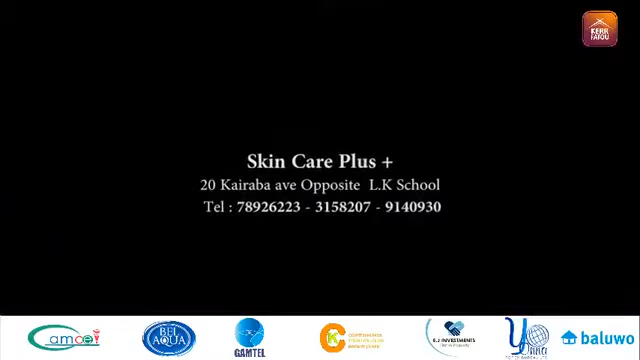 KERR
FATOU
Skin Care Plus +
20 Kairaba ave Opposite L.K School
Tel : 78926223 - 3158207 - 9140930
BEL
AQUA
GAMTEL
baluwo